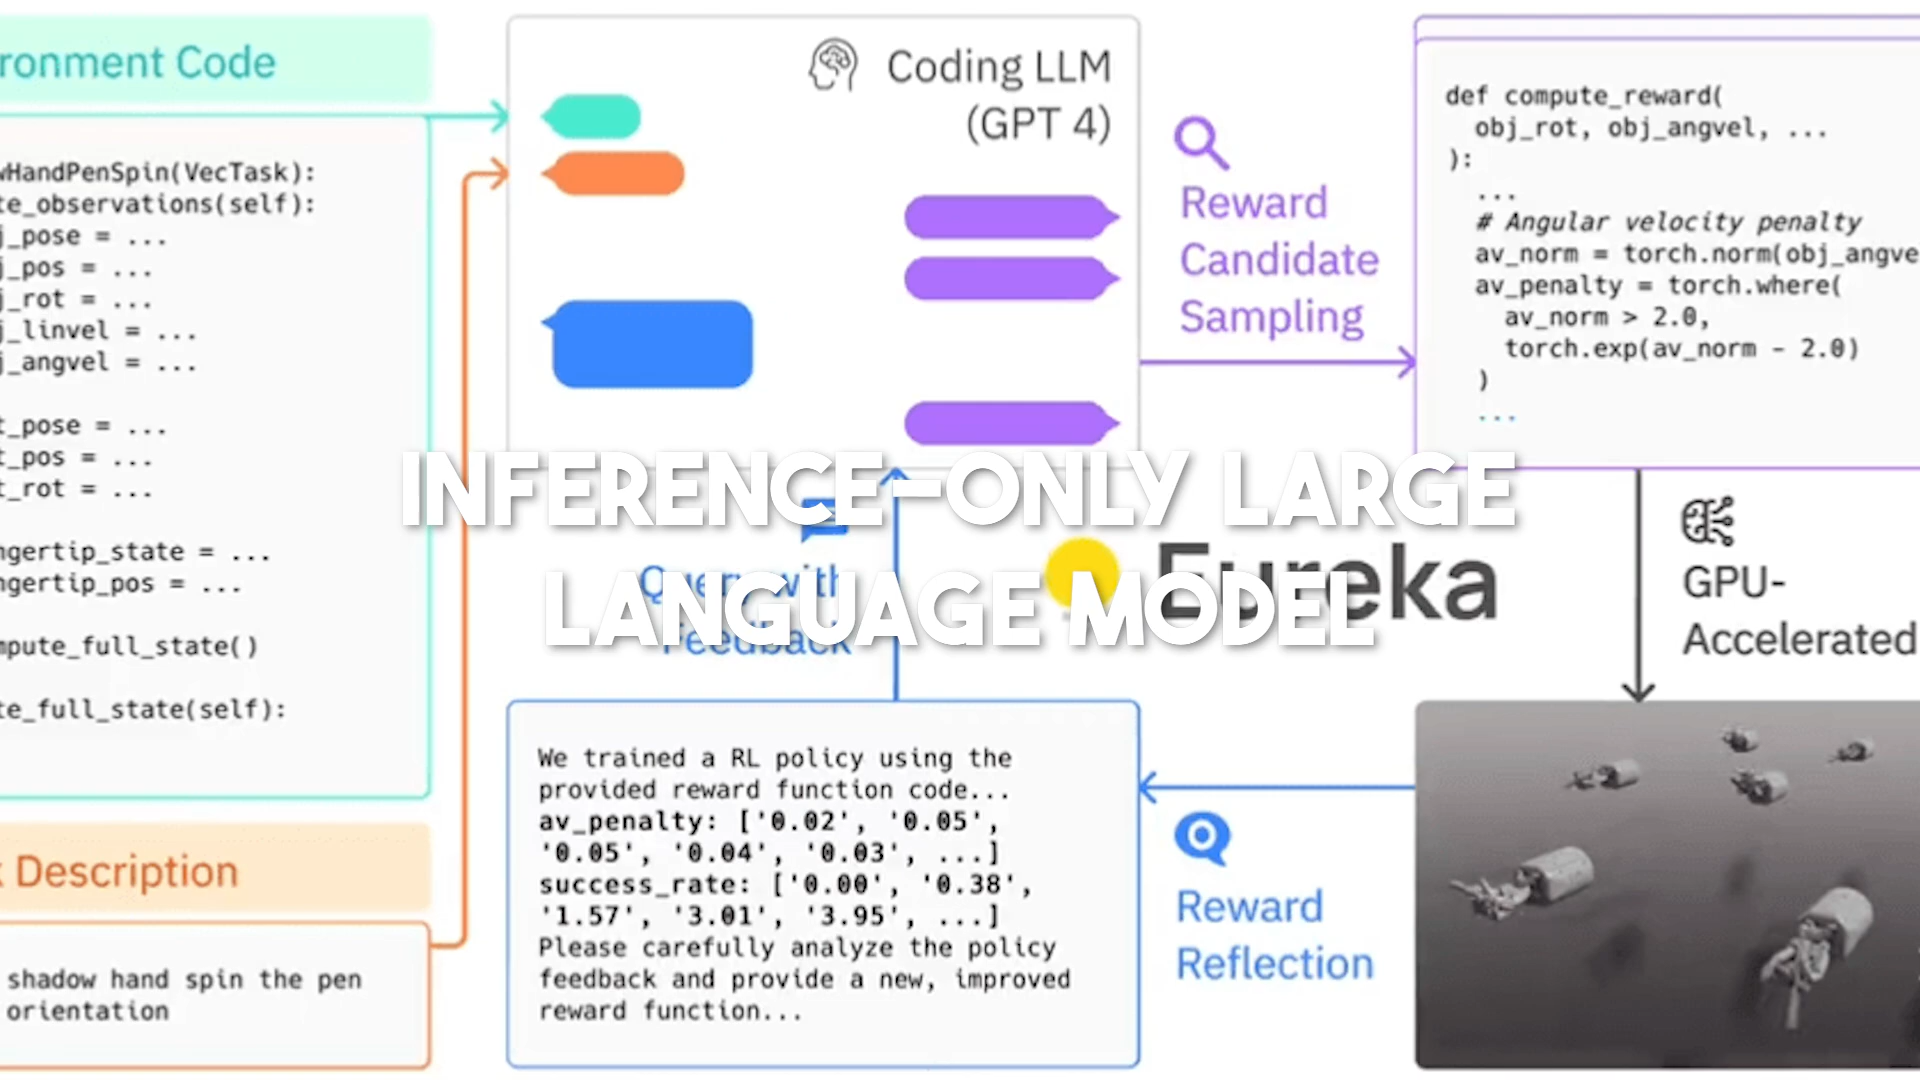 ronment Code
wHandPenSpin(VecTask):
te_observations(self):
j_pose = ...
j_pos = ...
j_rot = ...
j_linvel = ...
j_angvel = ...
t_pose = ...
t_pos = ...
t_rot = ...
ngertip_state = ...
ngertip_pos = ...
mpute_full_state()
te_full_state(self):
Description
shadow hand spin the pen
orientation
Coding LLM
(GPT 4)
Reward
Candidate
Sampling
def compute_reward(
obj_rot, obj_angvel, ...
):
...
# Angular velocity penalty
av_norm = torch.norm(obj_angve
av_penalty = torch.where(
av_norm > 2.0,
torch.exp(av_norm - 2.0)
)
...
INFERENCE-ONLY LARGE
LANGUAGE MODEL
Query with
Feedback
Eureka
GPU-
Accelerated
We trained a RL policy using the
provided reward function code...
av_penalty: ['0.02', '0.05',
'0.05', '0.04', '0.03', ...]
success_rate: ['0.00', '0.38',
'1.57', '3.01', '3.95', ...]
Please carefully analyze the policy
feedback and provide a new, improved
reward function...
Reward
Reflection